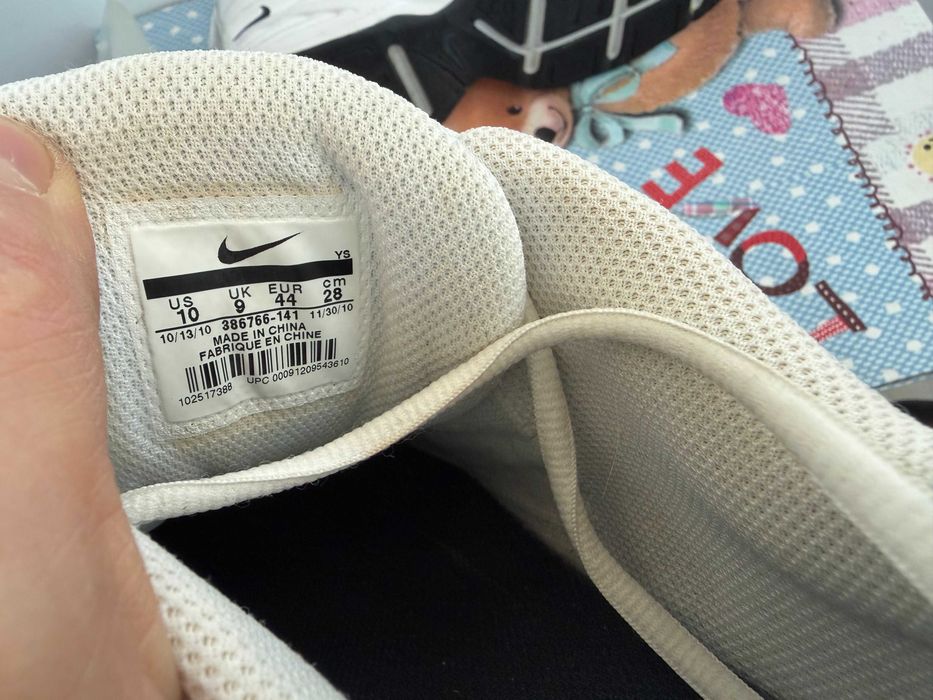 YS
US UK EUR cm
10 9 44 28
10/13/10 386766-141 11/30/10
MADE IN CHINA
FABRIQUE EN CHINE
102517388 UPC 00091209543610
LOVE